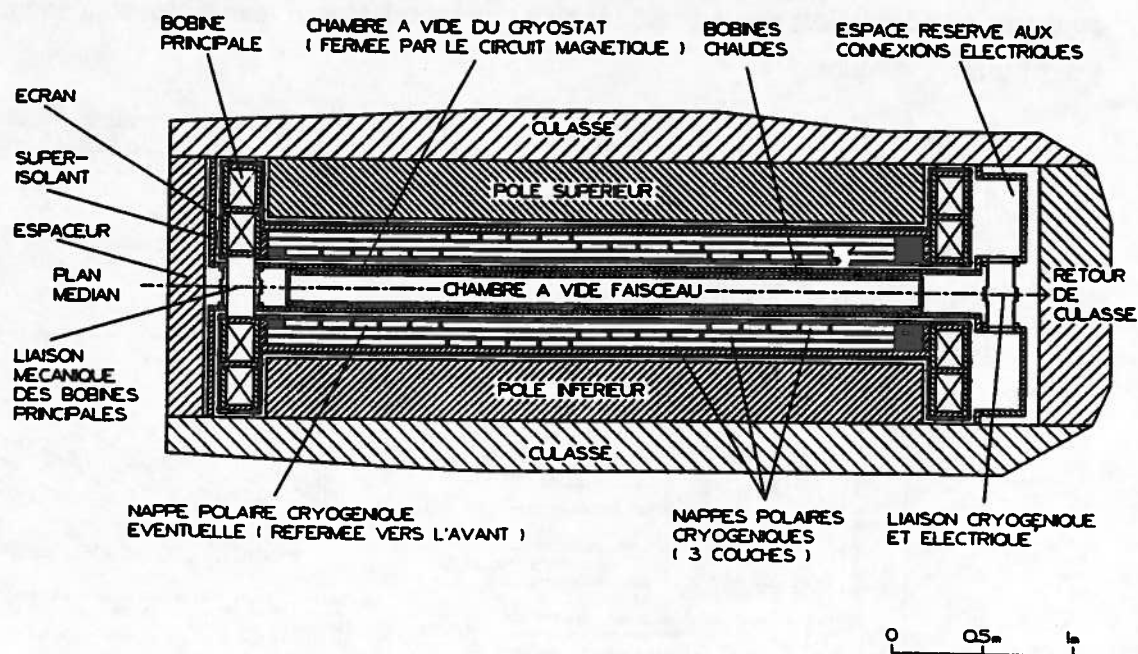 BOBINE
PRINCIPALE
CHAMBRE A VIDE DU CRYOSTAT
( FERMEE PAR LE CIRCUIT MAGNETIQUE )
BOBINES
CHAUDES
ESPACE RESERVE AUX
CONNEXIONS ELECTRIQUES
ECRAN
SUPER-
ISOLANT
ESPACEUR
PLAN
MEDIAN
LIAISON
MECANIQUE
DES BOBINES
PRINCIPALES
CULASSE
POLE SUPERIEUR
CHAMBRE A VIDE FAISCEAU
POLE INFERIEUR
CULASSE
RETOUR
DE
CULASSE
NAPPE POLAIRE CRYOGENIQUE
EVENTUELLE ( REFERMEE VERS L'AVANT )
NAPPES POLAIRES
CRYOGENIQUES
( 3 COUCHES )
LIAISON CRYOGENIQUE
ET ELECTRIQUE
0 0.5m 1m